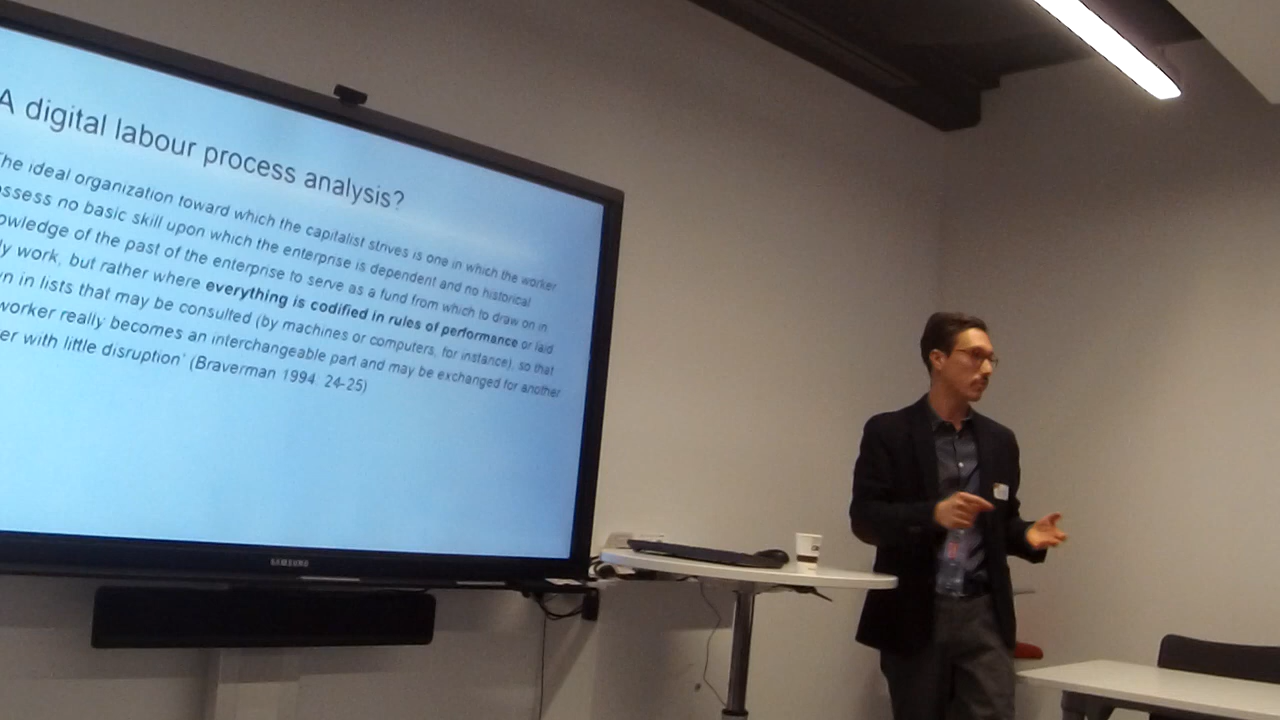 A digital labour process analysis?
he ideal organization toward which the capitalist strives is one in which the worker
ssess no basic skill upon which the enterprise is dependent and no historical
owledge of the past of the enterprise to serve as a fund from which to draw on in
ly work, but rather where everything is codified in rules of performance or laid
n in lists that may be consulted (by machines or computers, for instance), so that
worker really becomes an interchangeable part and may be exchanged for another
er with little disruption' (Braverman 1994: 24-25)
SAMSUNG